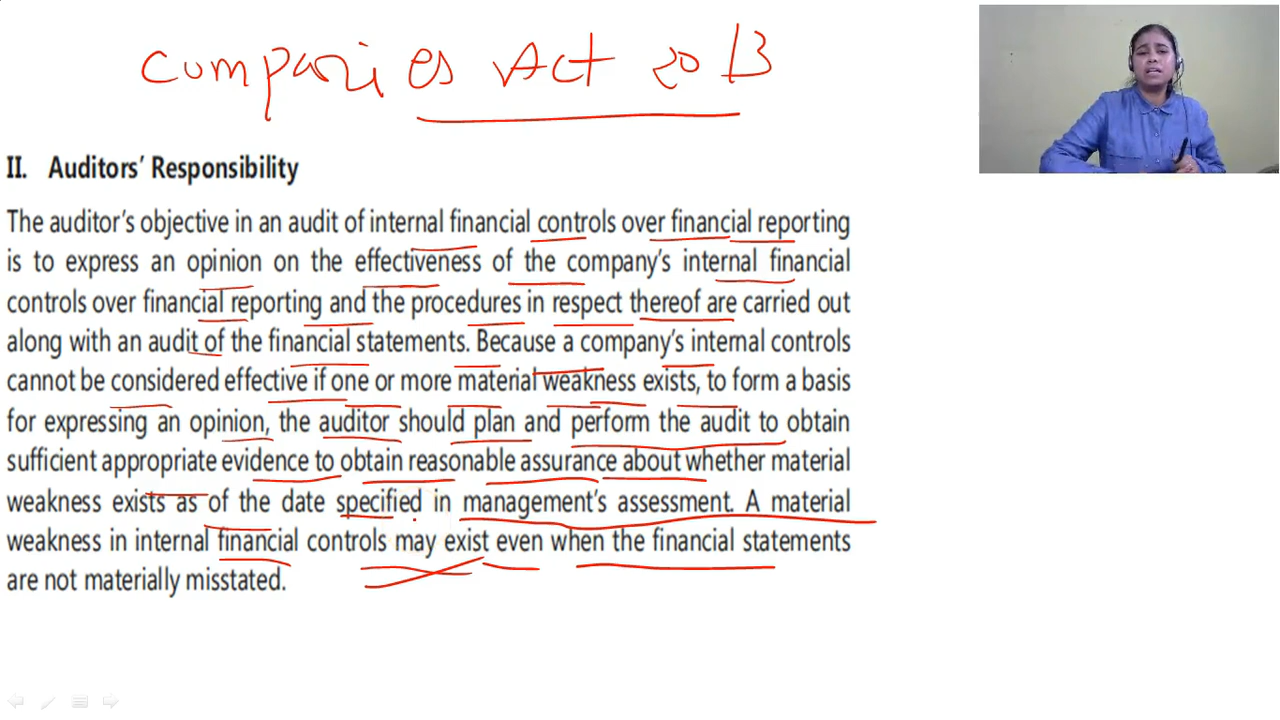 Companies Act 2013
II. Auditors' Responsibility
The auditor's objective in an audit of internal financial controls over financial reporting
is to express an opinion on the effectiveness of the company's internal financial
controls over financial reporting and the procedures in respect thereof are carried out
along with an audit of the financial statements. Because a company's internal controls
cannot be considered effective if one or more material weakness exists, to form a basis
for expressing an opinion, the auditor should plan and perform the audit to obtain
sufficient appropriate evidence to obtain reasonable assurance about whether material
weakness exists as of the date specified in management's assessment. A material
weakness in internal financial controls may exist even when the financial statements
are not materially misstated.